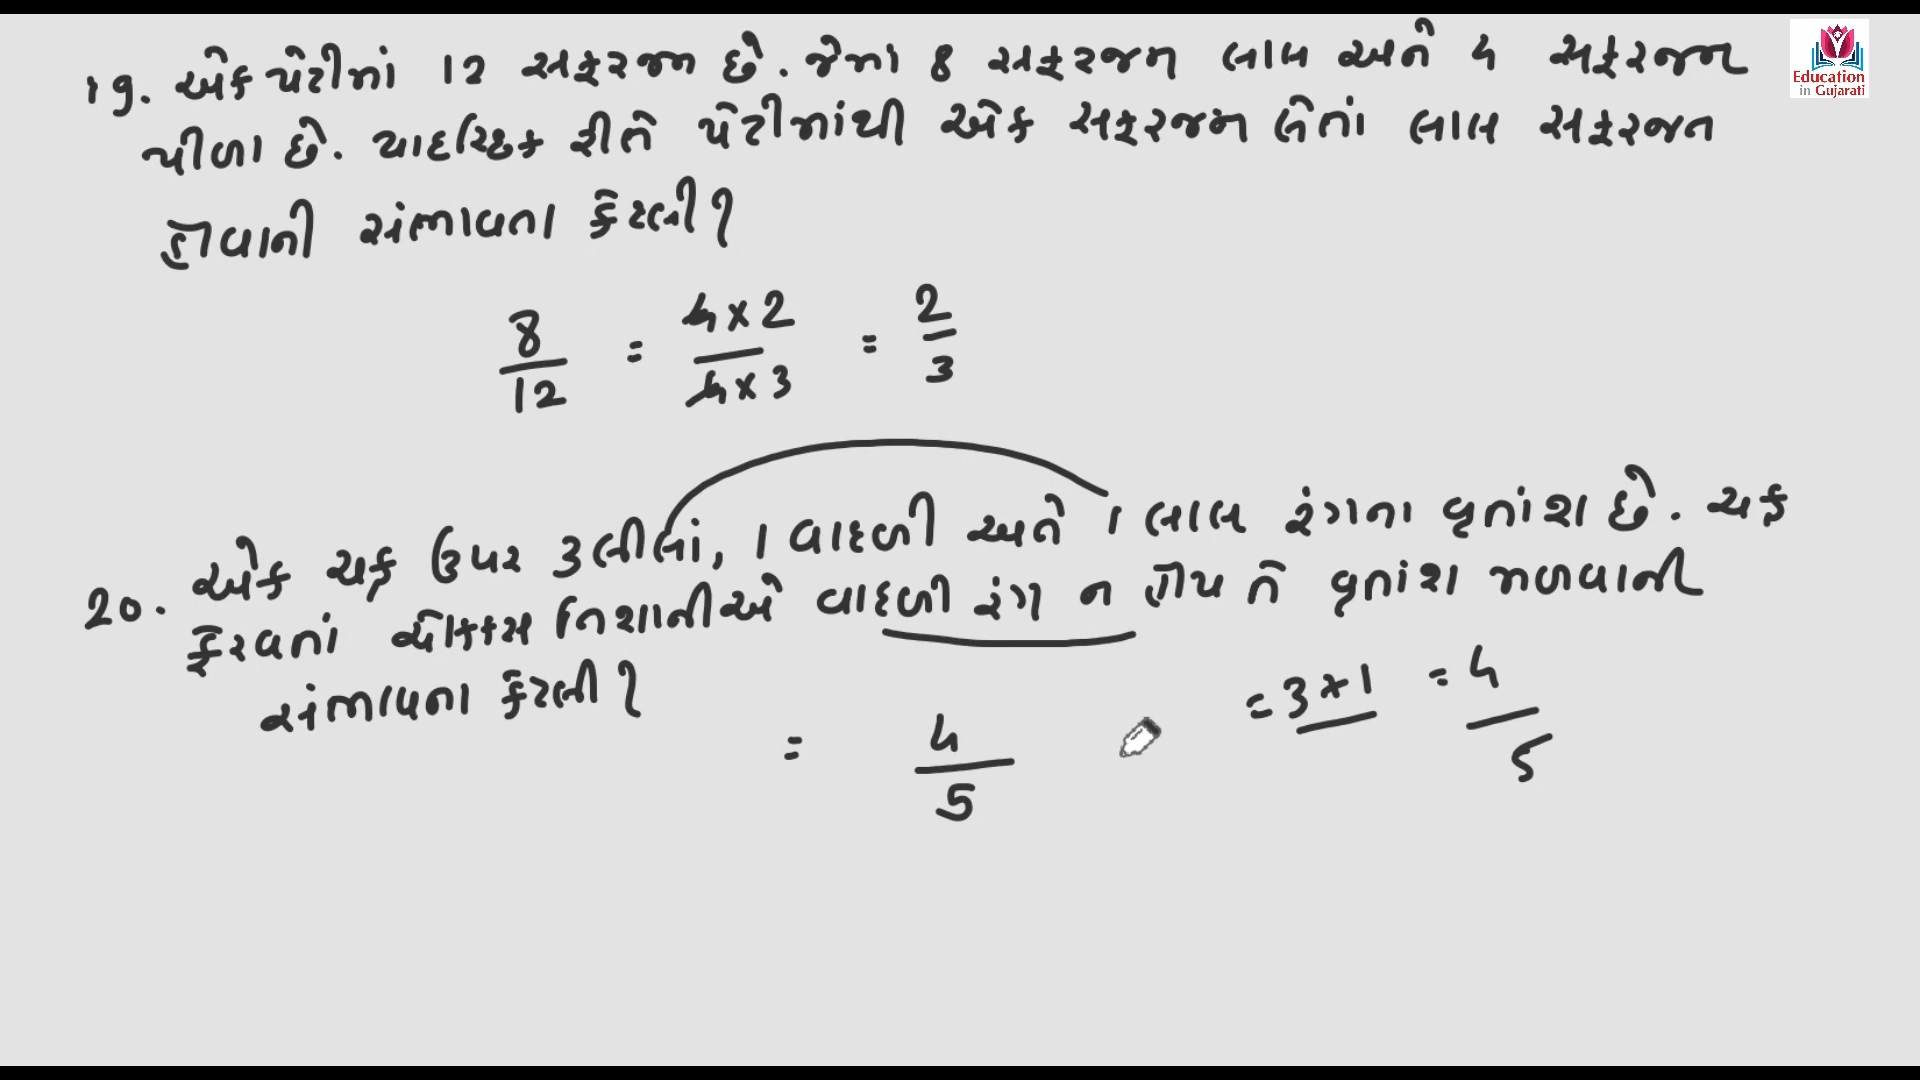 Education
in Gujarati
19. એક પેટીમાં 12 સફરજન છે. જેમાં 8 સફરજન લાલ અને 4 સફરજન
પીળા છે. યાદચ્છિક રીતે પેટીમાંથી એક સફરજન લેતાં લાલ સફરજન
હોવાની સંભાવના કેટલી?
8/12 = 4×2/4×3 = 2/3
20. એક ચક્ર ઉપર 3 લીલાં, 1 વાદળી અને 1 લાલ રંગના વૃતાંશ છે. ચક્ર
ફેરવતાં ચોક્કસ નિશાનીએ વાદળી રંગ ન હોય તે વૃતાંશ મળવાની
સંભાવના કેટલી?
= 4/5 = 3+1 = 4/5